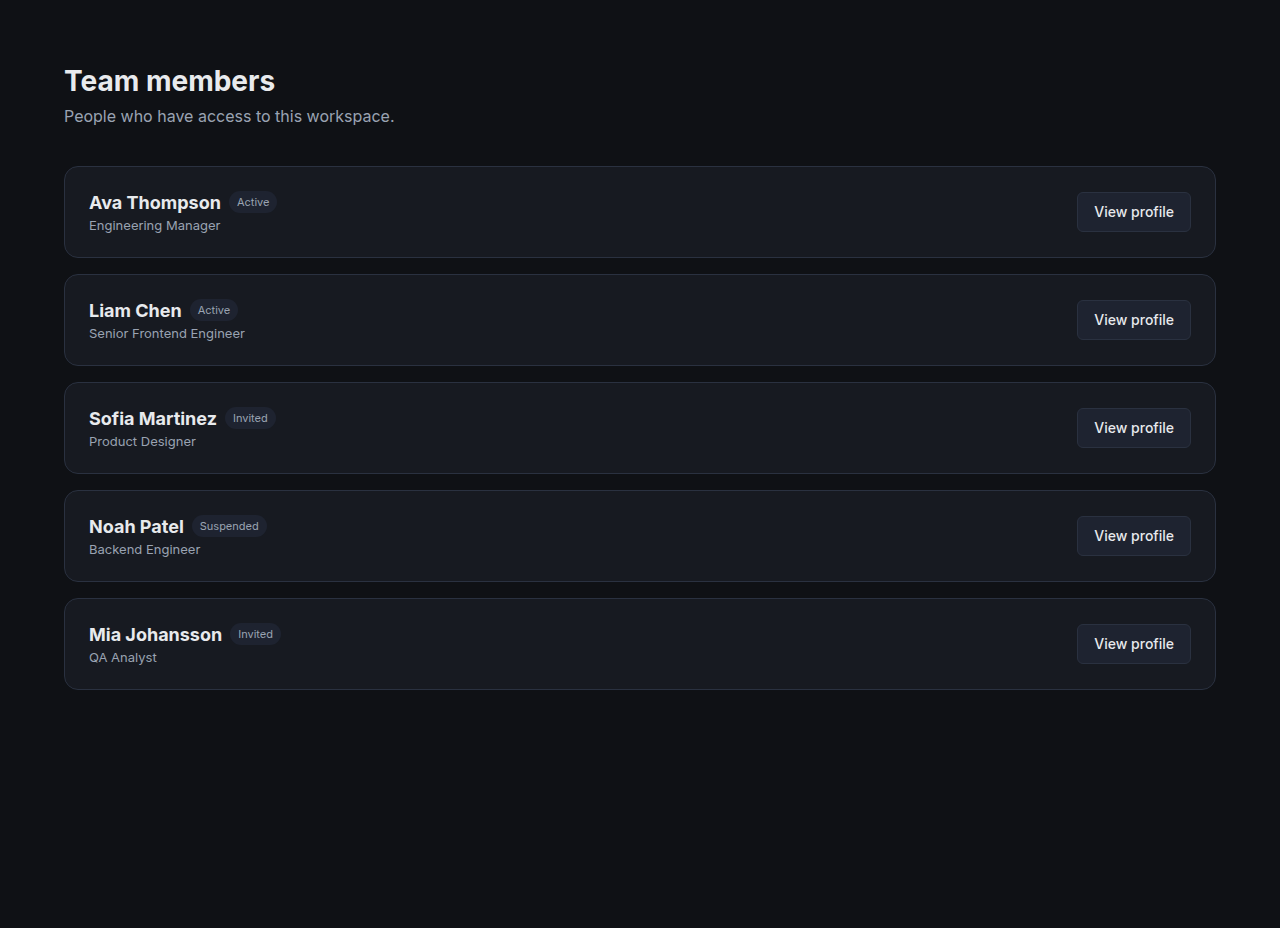 Team members
People who have access to this workspace.
Ava Thompson Active
Engineering Manager
View profile
Liam Chen Active
Senior Frontend Engineer
View profile
Sofia Martinez Invited
Product Designer
View profile
Noah Patel Suspended
Backend Engineer
View profile
Mia Johansson Invited
QA Analyst
View profile